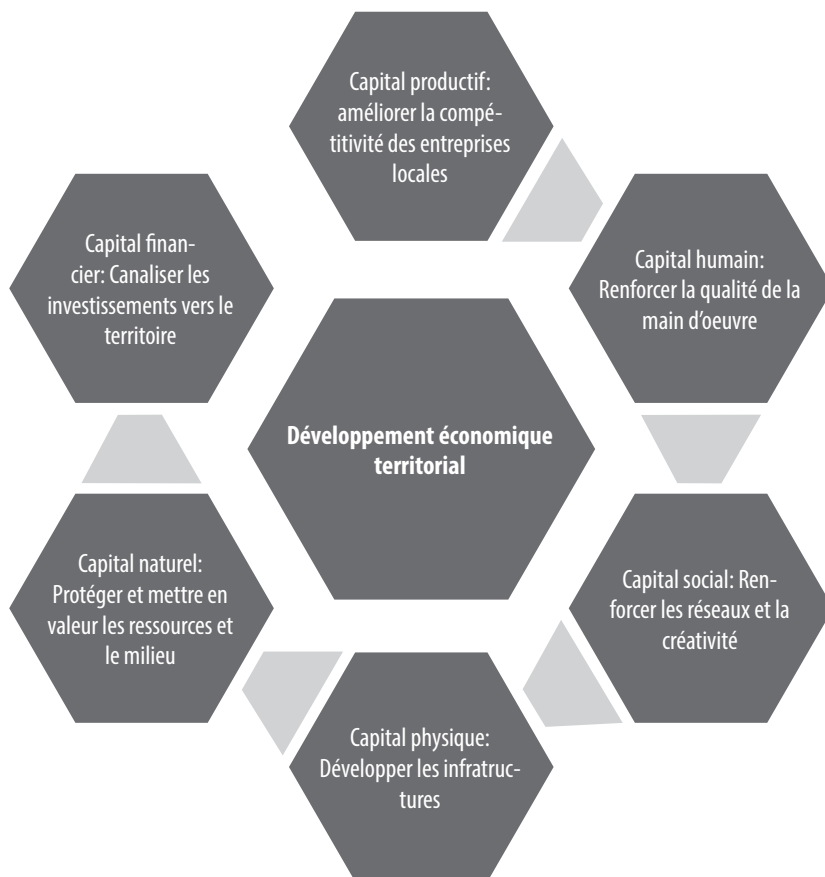 Capital productif:
améliorer la compé-
titivité des entreprises
locales
Capital humain:
Renforcer la qualité de la
main d'oeuvre
Capital social: Ren-
forcer les réseaux et la
créativité
Capital physique:
Développer les infratruc-
tures
Capital naturel:
Protéger et mettre en
valeur les ressources et
le milieu
Capital finan-
cier: Canaliser les
investissements vers le
territoire
Développement économique
territorial